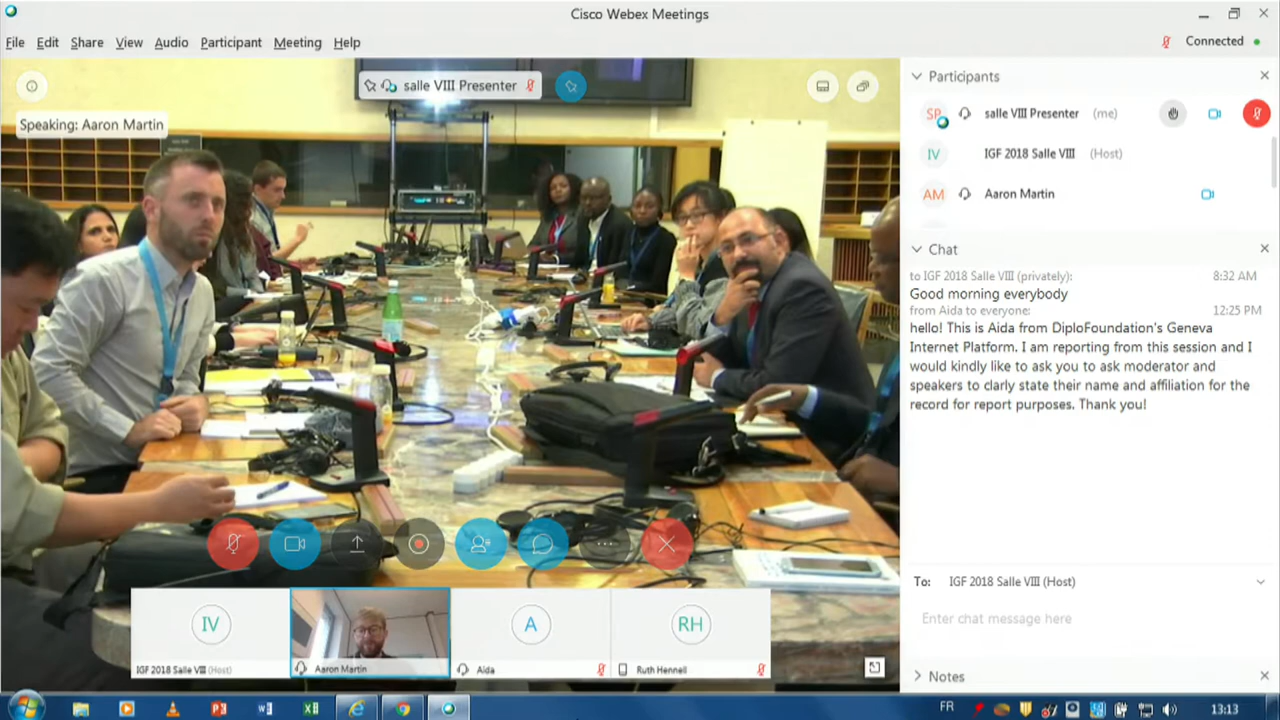 Cisco Webex Meetings
File Edit Share View Audio Participant Meeting Help
Connected
salle VIII Presenter
Speaking: Aaron Martin
Participants
SP salle VIII Presenter (me)
IV IGF 2018 Salle VIII (Host)
AM Aaron Martin
Chat
to IGF 2018 Salle VIII (privately): 8:32 AM
Good morning everybody
from Aida to everyone: 12:25 PM
hello! This is Aida from DiploFoundation's Geneva
Internet Platform. I am reporting from this session and I
would kindly like to ask you to ask moderator and
speakers to clarly state their name and affiliation for the
record for report purposes. Thank you!
To: IGF 2018 Salle VIII (Host)
Enter chat message here
Notes
IV
IGF 2018 Salle VIII (Host)
Aaron Martin
A
Aida
RH
Ruth Hennell
FR
13:13